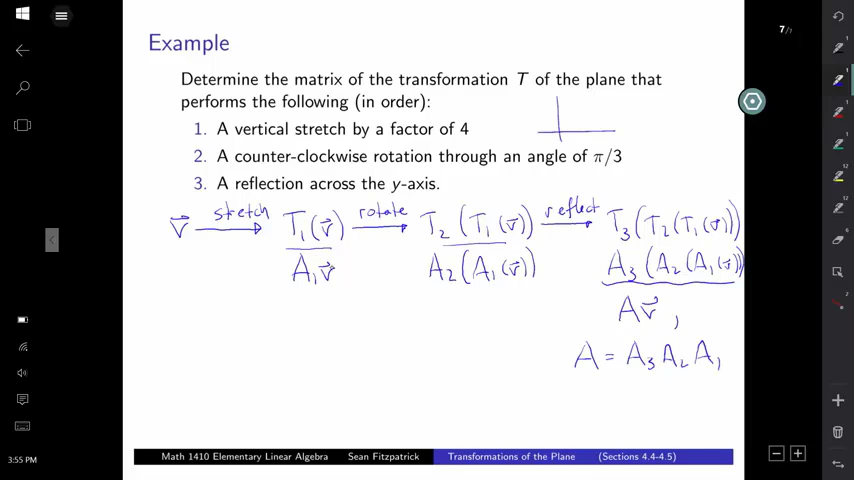 7/7
Example
Determine the matrix of the transformation T of the plane that
performs the following (in order):
1. A vertical stretch by a factor of 4
2. A counter-clockwise rotation through an angle of π/3
3. A reflection across the y-axis.
v⃗ stretch T₁(v⃗) rotate T₂(T₁(v⃗)) reflect T₃(T₂(T₁(v⃗)))
A₁v⃗ A₂(A₁(v⃗)) A₃(A₂(A₁(v⃗)))
Av⃗,
A = A₃A₂A₁
3:55 PM
Math 1410 Elementary Linear Algebra Sean Fitzpatrick Transformations of the Plane (Sections 4.4-4.5)